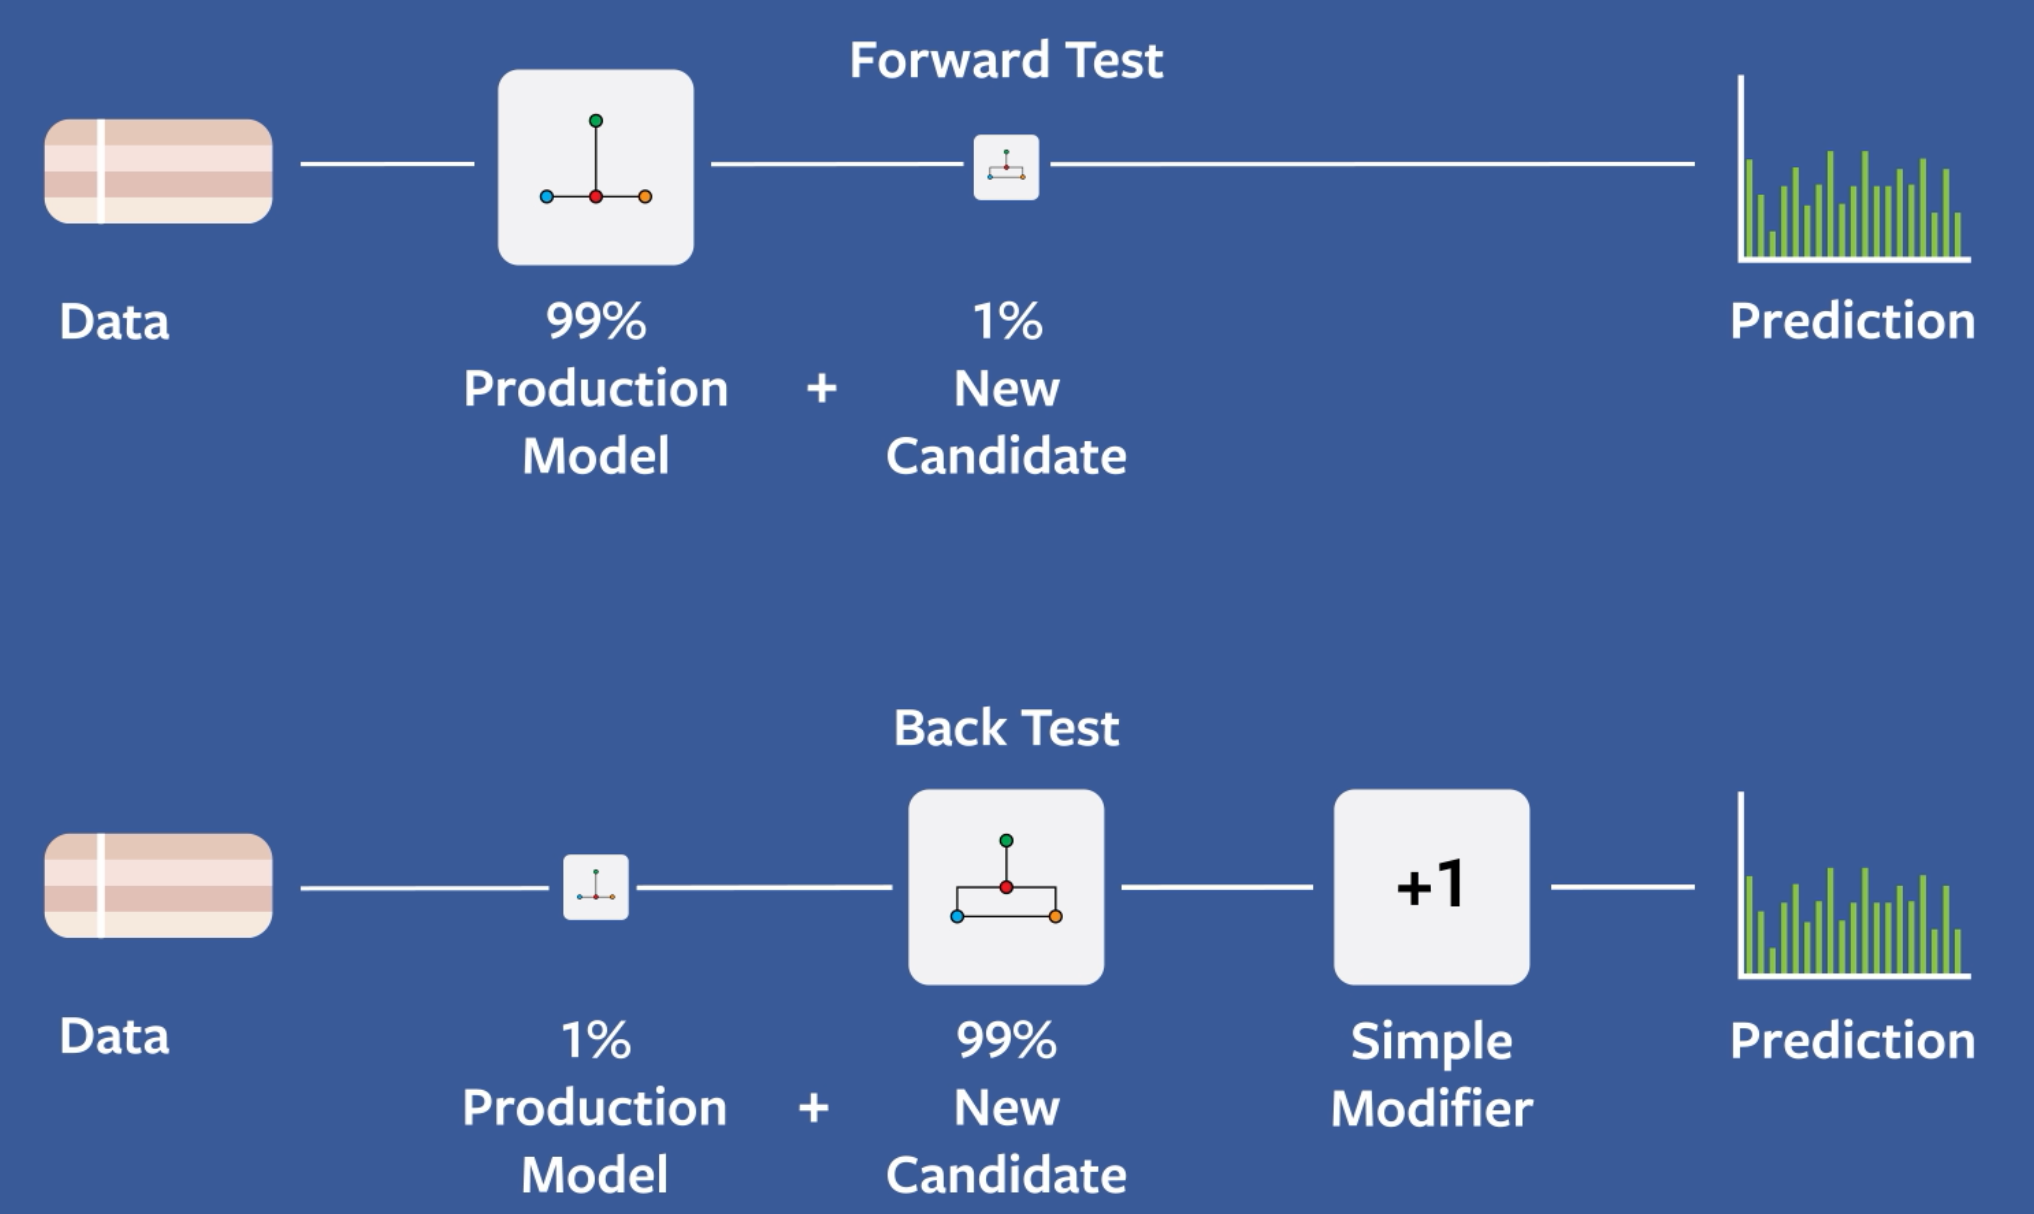 Forward Test
Data
99%
Production
Model
+
1%
New
Candidate
Prediction
Back Test
+1
Data
1%
Production
Model
+
99%
New
Candidate
Simple
Modifier
Prediction